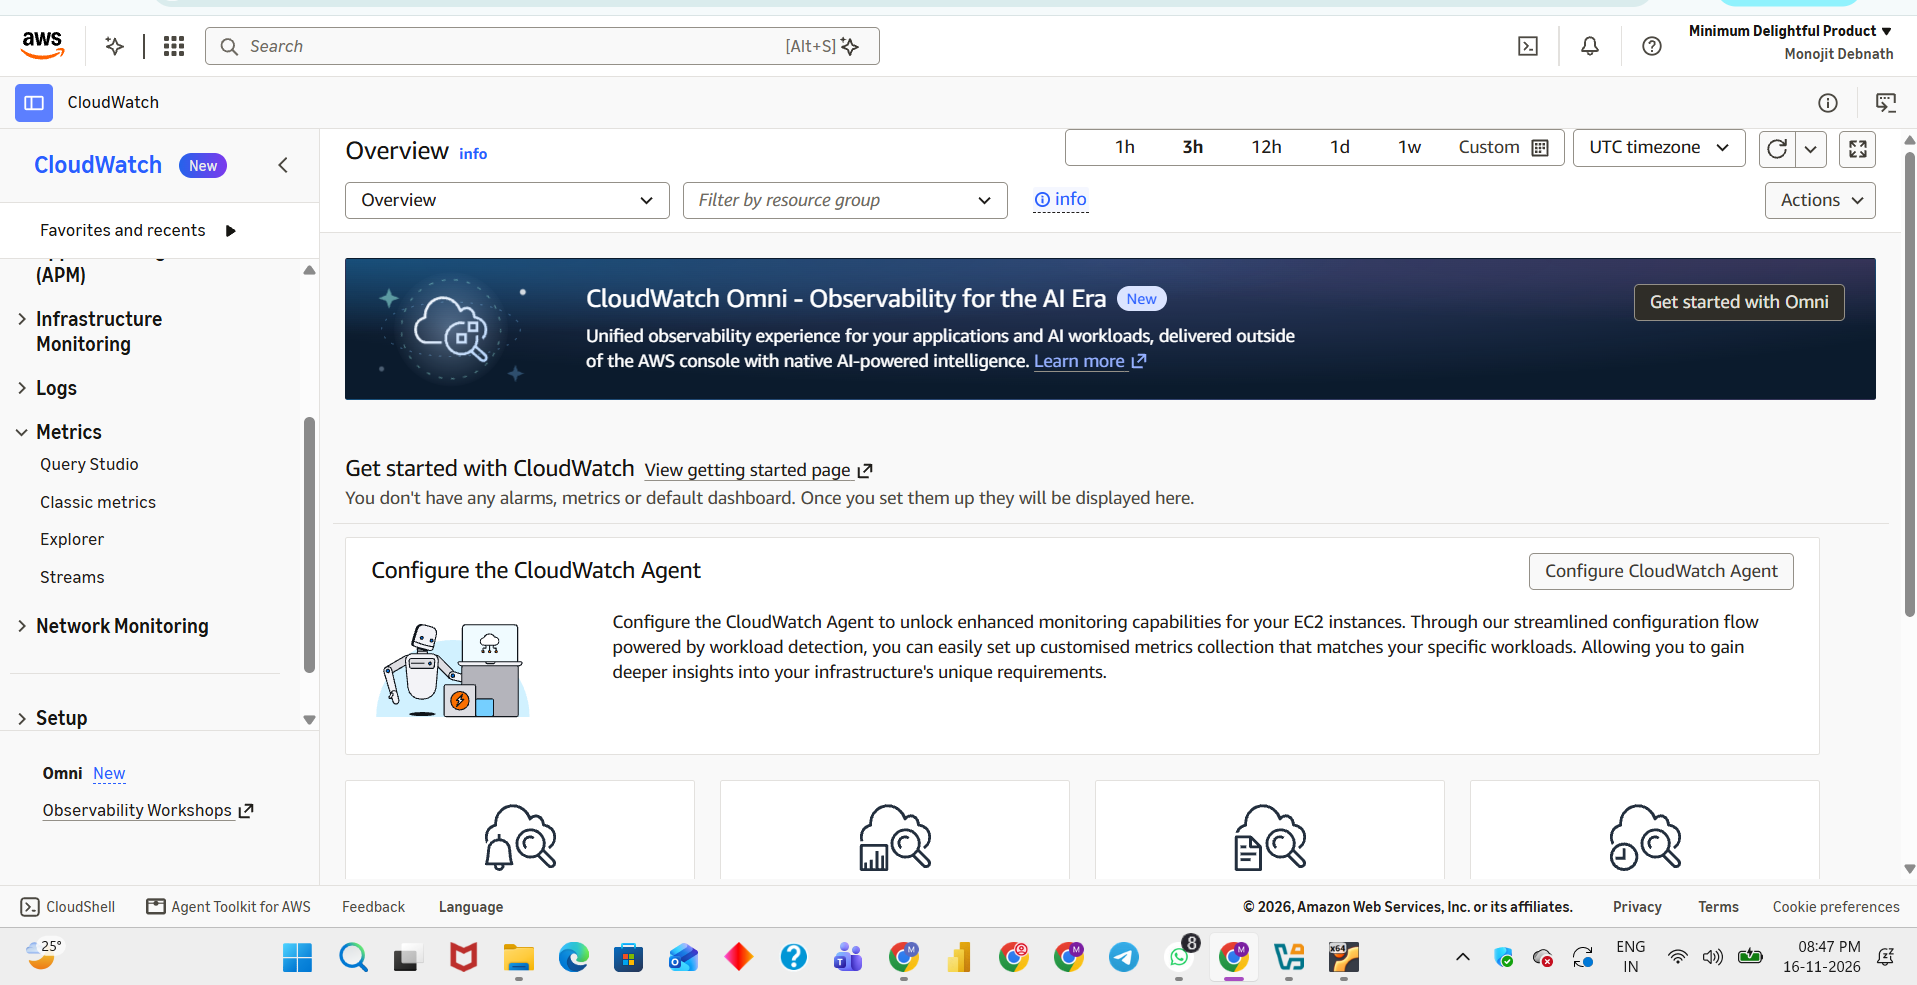 aws
Search
[Alt+S]
Minimum Delightful Product
Monojit Debnath
CloudWatch
CloudWatch New
Favorites and recents
(APM)
Infrastructure
Monitoring
Logs
Metrics
Query Studio
Classic metrics
Explorer
Streams
Network Monitoring
Setup
Omni New
Observability Workshops
Overview info
1h 3h 12h 1d 1w Custom
UTC timezone
Overview
Filter by resource group
info
Actions
CloudWatch Omni - Observability for the AI Era New
Unified observability experience for your applications and AI workloads, delivered outside
of the AWS console with native AI-powered intelligence. Learn more
Get started with Omni
Get started with CloudWatch View getting started page
You don't have any alarms, metrics or default dashboard. Once you set them up they will be displayed here.
Configure the CloudWatch Agent
Configure CloudWatch Agent
Configure the CloudWatch Agent to unlock enhanced monitoring capabilities for your EC2 instances. Through our streamlined configuration flow
powered by workload detection, you can easily set up customised metrics collection that matches your specific workloads. Allowing you to gain
deeper insights into your infrastructure's unique requirements.
CloudShell
Agent Toolkit for AWS
Feedback
Language
© 2026, Amazon Web Services, Inc. or its affiliates.
Privacy
Terms
Cookie preferences
25°
8
x64
ENG
IN
08:47 PM
16-11-2026